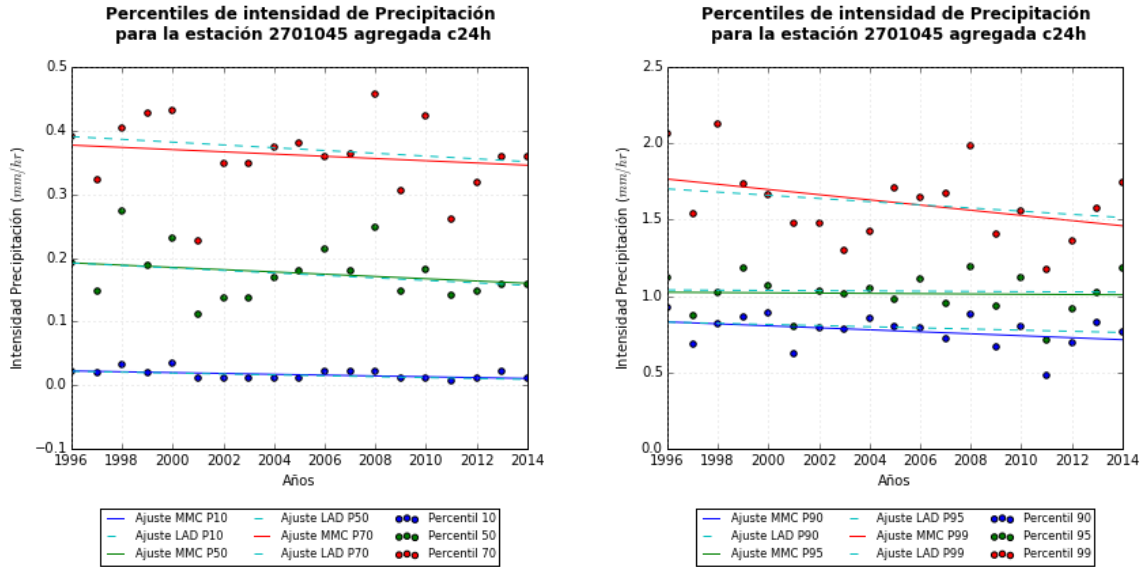 Percentiles de intensidad de Precipitación
para la estación 2701045 agregada c24h
0.5
0.4
0.3
0.2
0.1
0.0
−0.1
Intensidad Precipitación (mm/hr)
1996 1998 2000 2002 2004 2006 2008 2010 2012 2014
Años
Ajuste MMC P10 Ajuste LAD P50 Percentil 10
Ajuste LAD P10 Ajuste MMC P70 Percentil 50
Ajuste MMC P50 Ajuste LAD P70 Percentil 70
Percentiles de intensidad de Precipitación
para la estación 2701045 agregada c24h
2.5
2.0
1.5
1.0
0.5
0.0
Intensidad Precipitación (mm/hr)
1996 1998 2000 2002 2004 2006 2008 2010 2012 2014
Años
Ajuste MMC P90 Ajuste LAD P95 Percentil 90
Ajuste LAD P90 Ajuste MMC P99 Percentil 95
Ajuste MMC P95 Ajuste LAD P99 Percentil 99